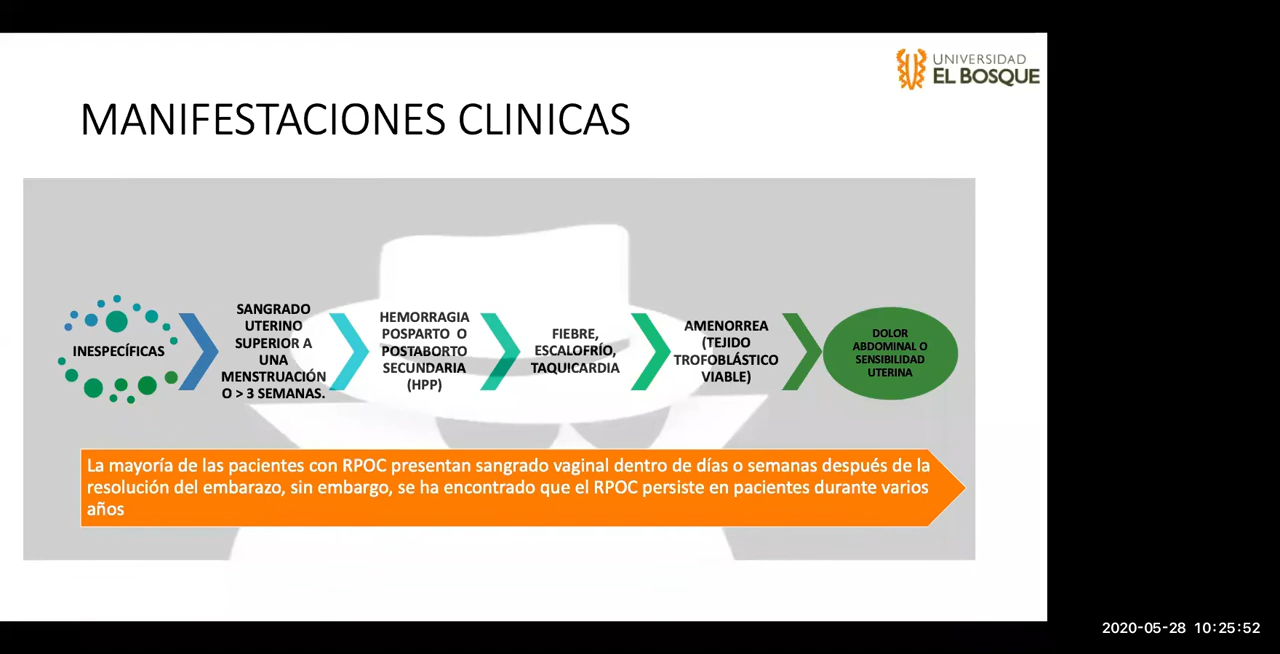 UNIVERSIDAD
EL BOSQUE
MANIFESTACIONES CLINICAS
INESPECÍFICAS
SANGRADO
UTERINO
SUPERIOR A
UNA
MENSTRUACIÓN
O > 3 SEMANAS.
HEMORRAGIA
POSPARTO O
POSTABORTO
SECUNDARIA
(HPP)
FIEBRE,
ESCALOFRÍO,
TAQUICARDIA
AMENORREA
(TEJIDO
TROFOBLÁSTICO
VIABLE)
DOLOR
ABDOMINAL O
SENSIBILIDAD
UTERINA
La mayoría de las pacientes con RPOC presentan sangrado vaginal dentro de días o semanas después de la
resolución del embarazo, sin embargo, se ha encontrado que el RPOC persiste en pacientes durante varios
años
2020-05-28 10:25:52